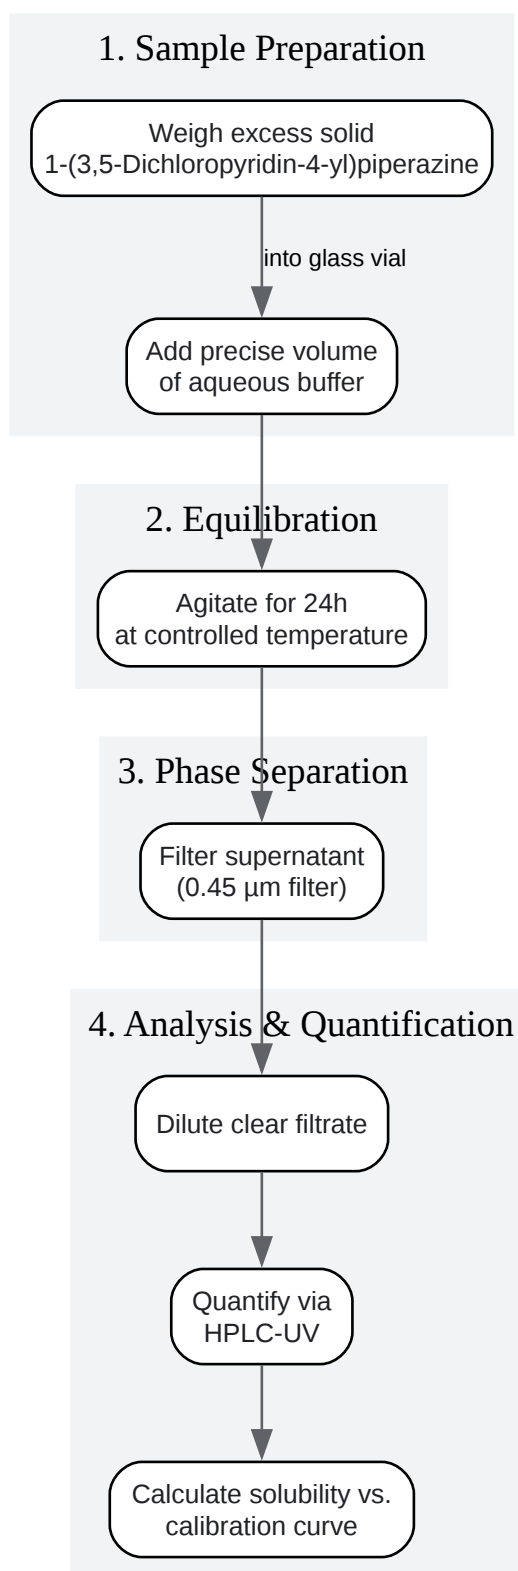 1. Sample Preparation
Weigh excess solid
1-(3,5-Dichloropyridin-4-yl)piperazine
into glass vial
Add precise volume
of aqueous buffer
2. Equilibration
Agitate for 24h
at controlled temperature
3. Phase Separation
Filter supernatant
(0.45 µm filter)
4. Analysis & Quantification
Dilute clear filtrate
Quantify via
HPLC-UV
Calculate solubility vs.
calibration curve